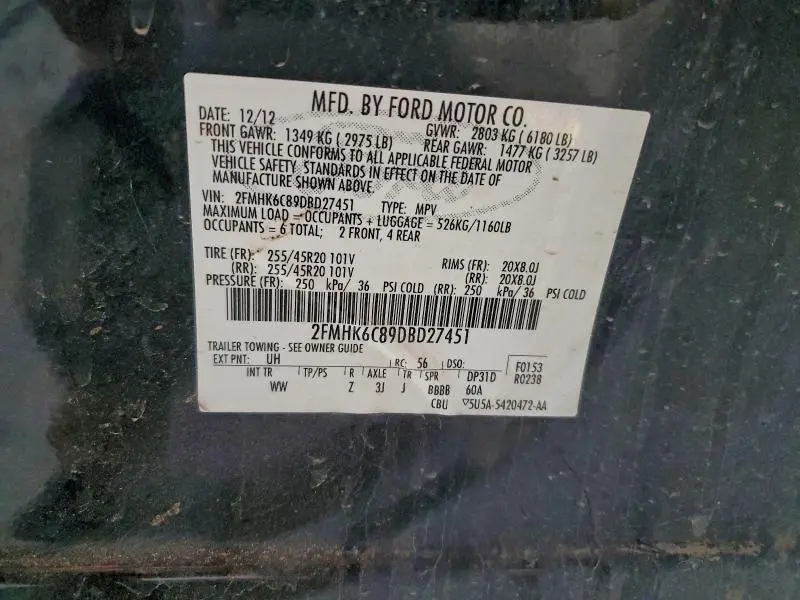 MFD. BY FORD MOTOR CO.
DATE: 12/12 GVWR: 2803 KG ( 6180 LB)
FRONT GAWR: 1349 KG ( 2975 LB) REAR GAWR: 1477 KG ( 3257 LB)
THIS VEHICLE CONFORMS TO ALL APPLICABLE FEDERAL MOTOR
VEHICLE SAFETY STANDARDS IN EFFECT ON THE DATE OF
MANUFACTURE SHOWN ABOVE.
VIN: 2FMHK6C89DBD27451 TYPE: MPV
MAXIMUM LOAD = OCCUPANTS + LUGGAGE = 526KG/1160LB
OCCUPANTS = 6 TOTAL; 2 FRONT, 4 REAR
TIRE (FR): 255/45R20 101V RIMS (FR): 20X8.0J
(RR): 255/45R20 101V (RR): 20X8.0J
PRESSURE (FR): 250 kPa/ 36 PSI COLD (RR): 250 kPa/36 PSI COLD
2FMHK6C89DBD27451
TRAILER TOWING - SEE OWNER GUIDE
EXT PNT: UH RC: 56 DSO: F0153
INT TR TP/PS R AXLE TR SPR DP31D R0238
WW Z 3J J BBBB 60A
CBU ▽5U5A-5420472-AA